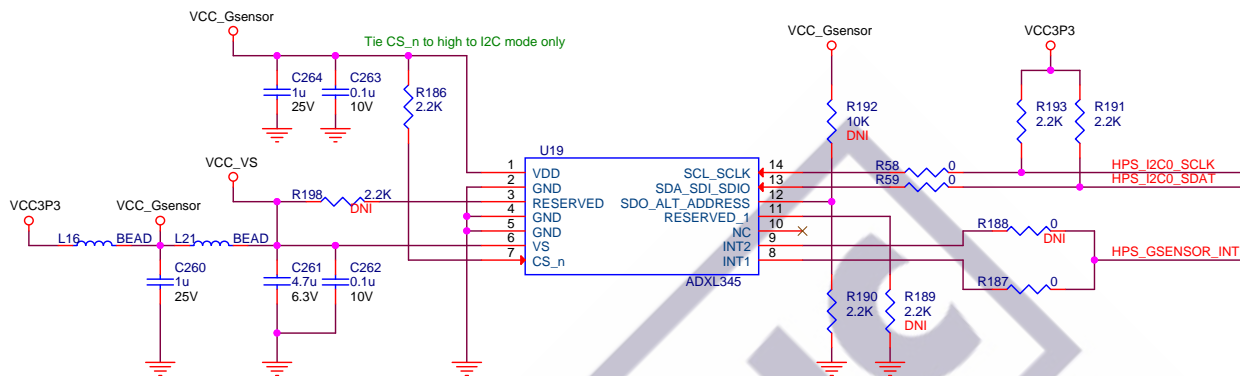 VCC_Gsensor
Tie CS_n to high to I2C mode only
VCC_Gsensor
VCC3P3
C264
1u
25V
C263
0.1u
10V
R186
2.2K
R192
10K
DNI
R193
2.2K
R191
2.2K
U19
VCC_VS
1
2
3
4
5
6
7
VDD
GND
RESERVED
GND
GND
VS
CS_n
SCL_SCLK
SDA_SDI_SDIO
SDO_ALT_ADDRESS
RESERVED_1
NC
INT2
INT1
14
13
12
11
10
9
8
ADXL345
R58 0
R59 0
HPS_I2C0_SCLK
HPS_I2C0_SDAT
R198 2.2K
DNI
VCC3P3
VCC_Gsensor
L16 BEAD
L21 BEAD
R188 0
DNI
HPS_GSENSOR_INT
R187 0
C260
1u
25V
C261
4.7u
6.3V
C262
0.1u
10V
R190
2.2K
R189
2.2K
DNI